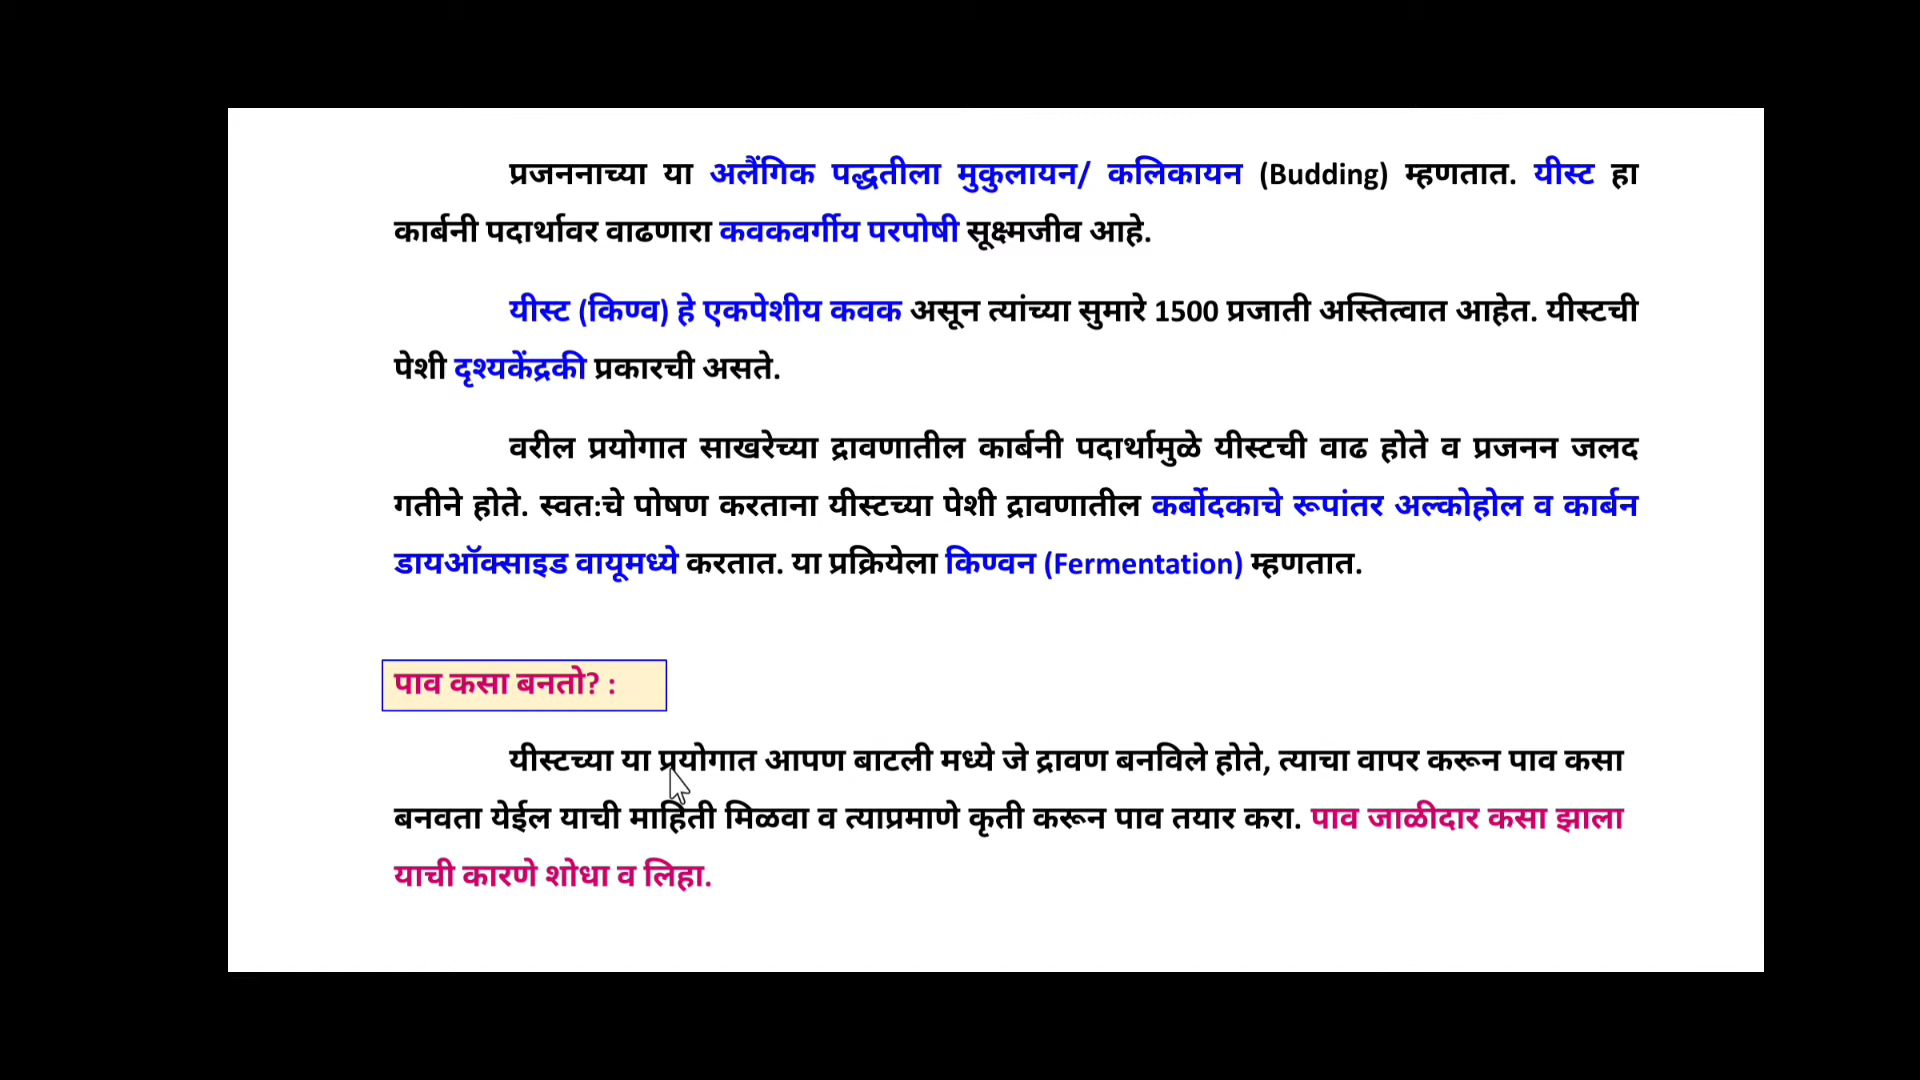 प्रजननाच्या या अलैंगिक पद्धतीला मुकुलायन/ कलिकायन (Budding) म्हणतात. यीस्ट हा
कार्बनी पदार्थावर वाढणारा कवकवर्गीय परपोषी सूक्ष्मजीव आहे.
यीस्ट (किण्व) हे एकपेशीय कवक असून त्यांच्या सुमारे 1500 प्रजाती अस्तित्वात आहेत. यीस्टची
पेशी दृश्यकेंद्रकी प्रकारची असते.
वरील प्रयोगात साखरेच्या द्रावणातील कार्बनी पदार्थामुळे यीस्टची वाढ होते व प्रजनन जलद
गतीने होते. स्वत:चे पोषण करताना यीस्टच्या पेशी द्रावणातील कर्बोदकाचे रूपांतर अल्कोहोल व कार्बन
डायऑक्साइड वायूमध्ये करतात. या प्रक्रियेला किण्वन (Fermentation) म्हणतात.
पाव कसा बनतो? :
यीस्टच्या या प्रयोगात आपण बाटली मध्ये जे द्रावण बनविले होते, त्याचा वापर करून पाव कसा
बनवता येईल याची माहिती मिळवा व त्याप्रमाणे कृती करून पाव तयार करा. पाव जाळीदार कसा झाला
याची कारणे शोधा व लिहा.